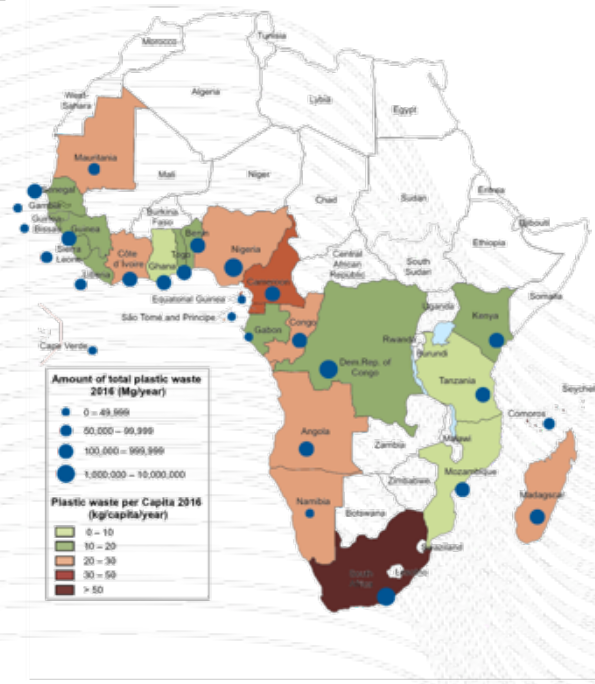 Tunisia
Morocco
Algeria
West-
Sahara
Lybia
Egypt
Mauritania
Mali
Niger
Senegal
Eritrea
Chad
Sudan
Gambia
Burkina
Faso
Guinea-
Bissau
Guinea
Djibouti
Benin
Nigeria
Côte
d'Ivoire
Togo
Ghana
Sierra
Leone
Ethiopia
Central
African
Republic
South
Sudan
Liberia
Cameroon
Somalia
Equatorial Guinea
Uganda
Kenya
São Tomé and Principe
Congo
Gabon
Cape Verde
Rwanda
Burundi
Dem.Rep. of
Congo
Tanzania
Amount of total plastic waste
2016 (Mg/year)
0 – 49,999
50,000 – 99,999
100,000 – 999,999
1,000,000 – 10,000,000
Plastic waste per Capita 2016
(kg/capita/year)
0 – 10
10 – 20
20 – 30
30 – 50
> 50
Seychel
Comoros
Angola
Zambia
Malawi
Mozambique
Zimbabwe
Madagscar
Namibia
Botswana
Swaziland
South
Lesotho